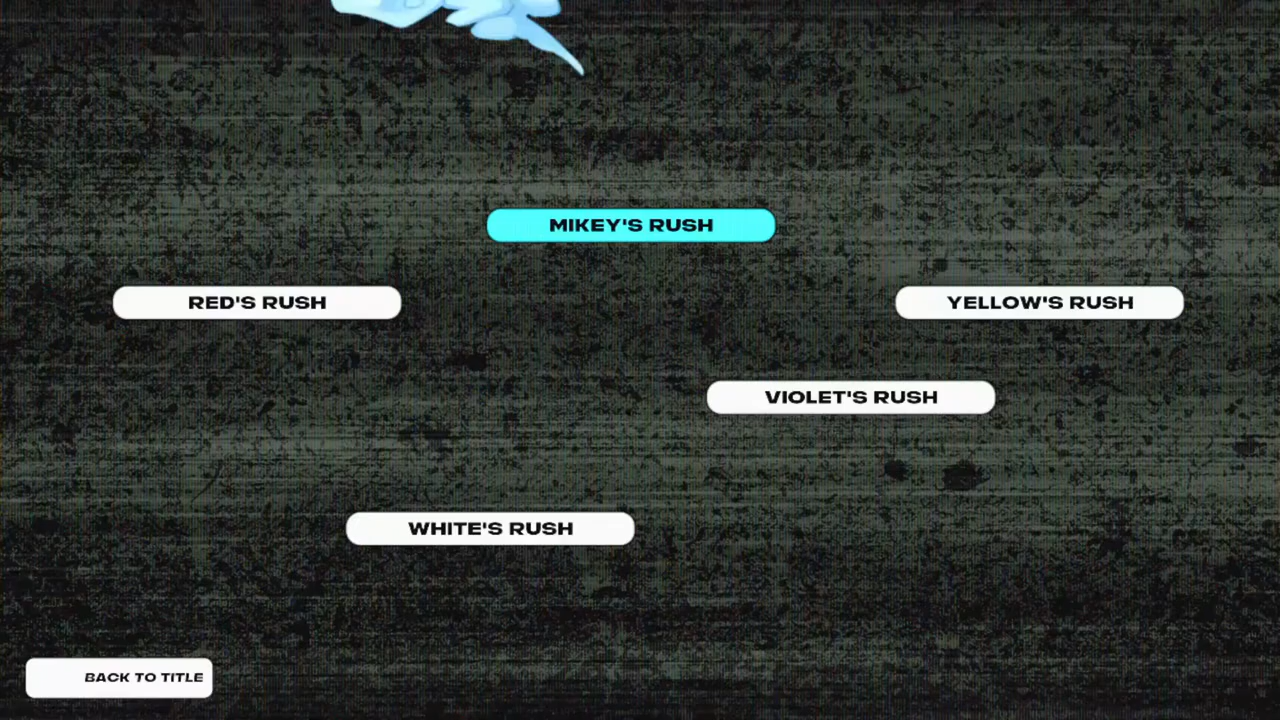 MIKEY'S RUSH
RED'S RUSH
YELLOW'S RUSH
VIOLET'S RUSH
WHITE'S RUSH
BACK TO TITLE